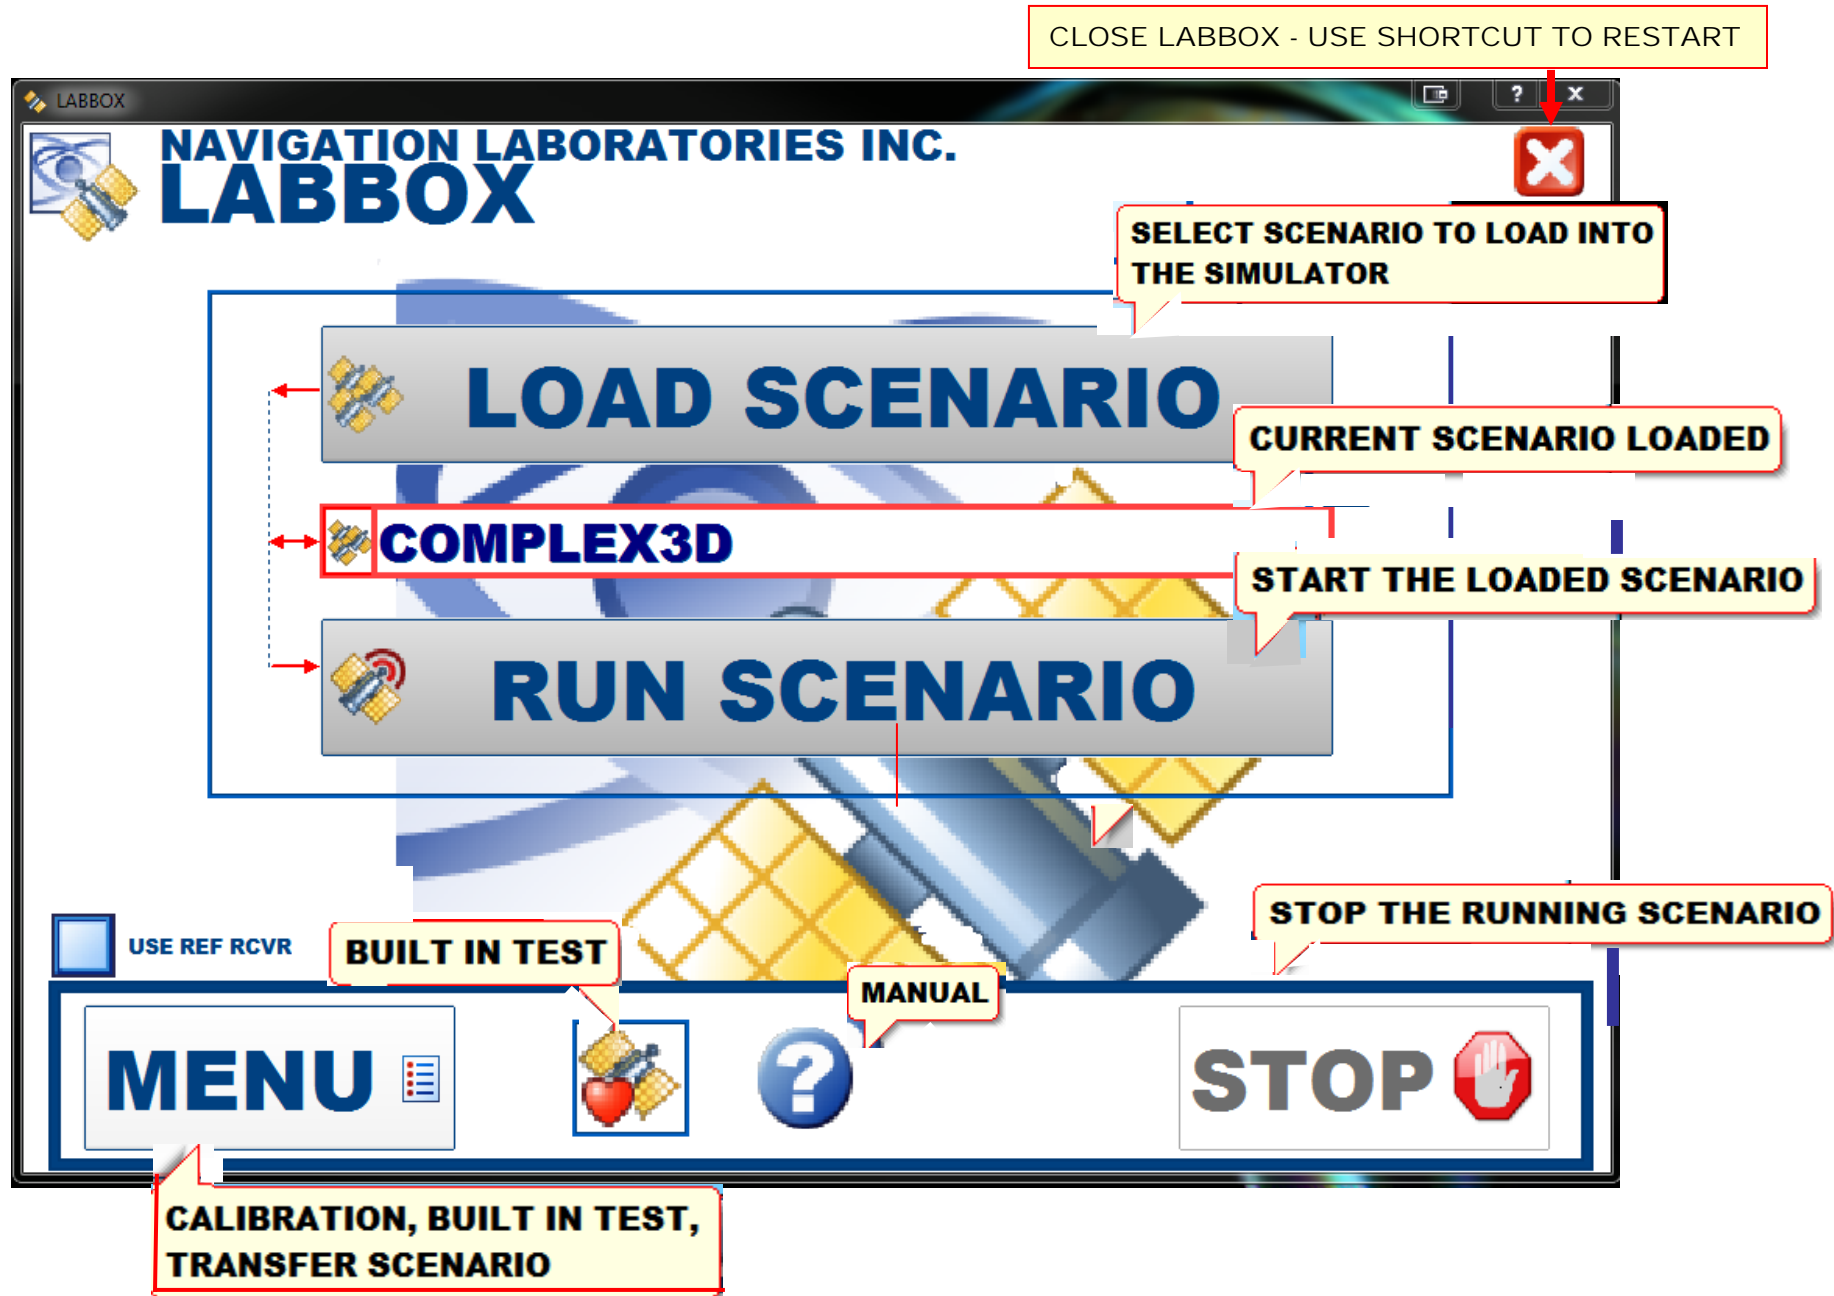 CLOSE LABBOX - USE SHORTCUT TO RESTART
LABBOX
NAVIGATION LABORATORIES INC.
LABBOX
SELECT SCENARIO TO LOAD INTO
THE SIMULATOR
LOAD SCENARIO
CURRENT SCENARIO LOADED
COMPLEX3D
START THE LOADED SCENARIO
RUN SCENARIO
STOP THE RUNNING SCENARIO
USE REF RCVR
BUILT IN TEST
MANUAL
MENU
STOP
CALIBRATION, BUILT IN TEST,
TRANSFER SCENARIO